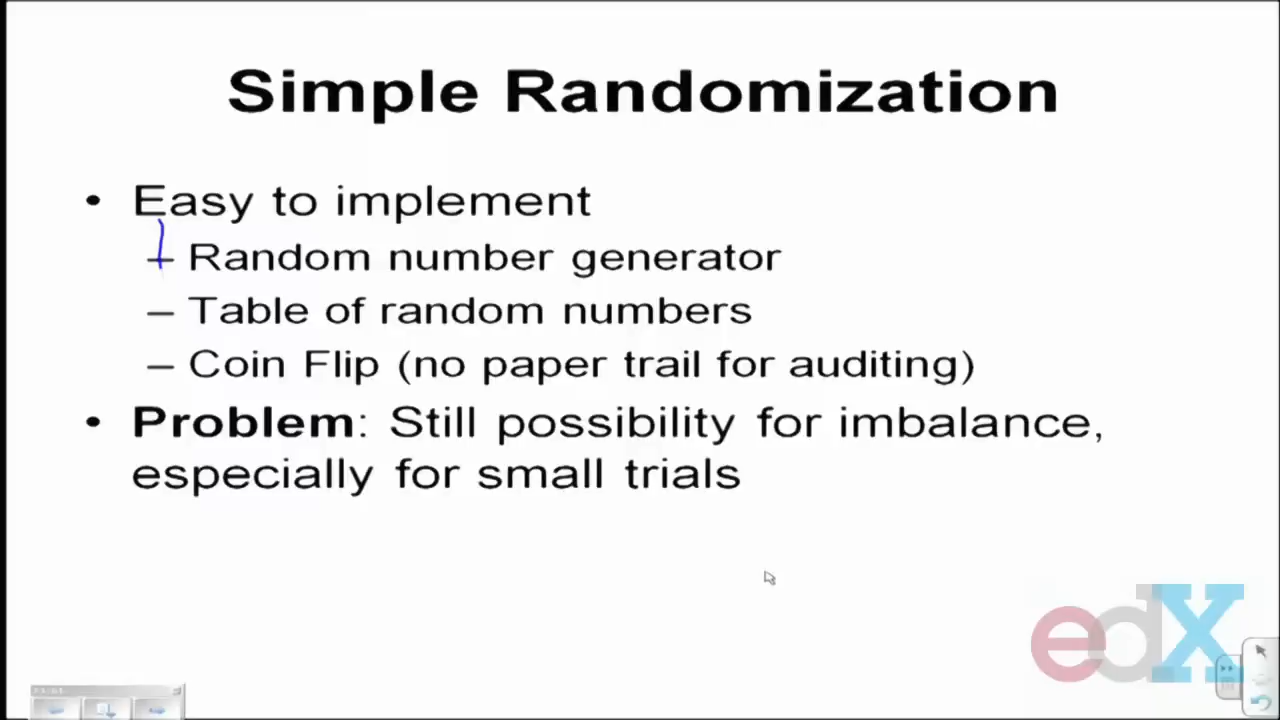 Simple Randomization
• Easy to implement
– Random number generator
– Table of random numbers
– Coin Flip (no paper trail for auditing)
• Problem: Still possibility for imbalance,
especially for small trials
edX